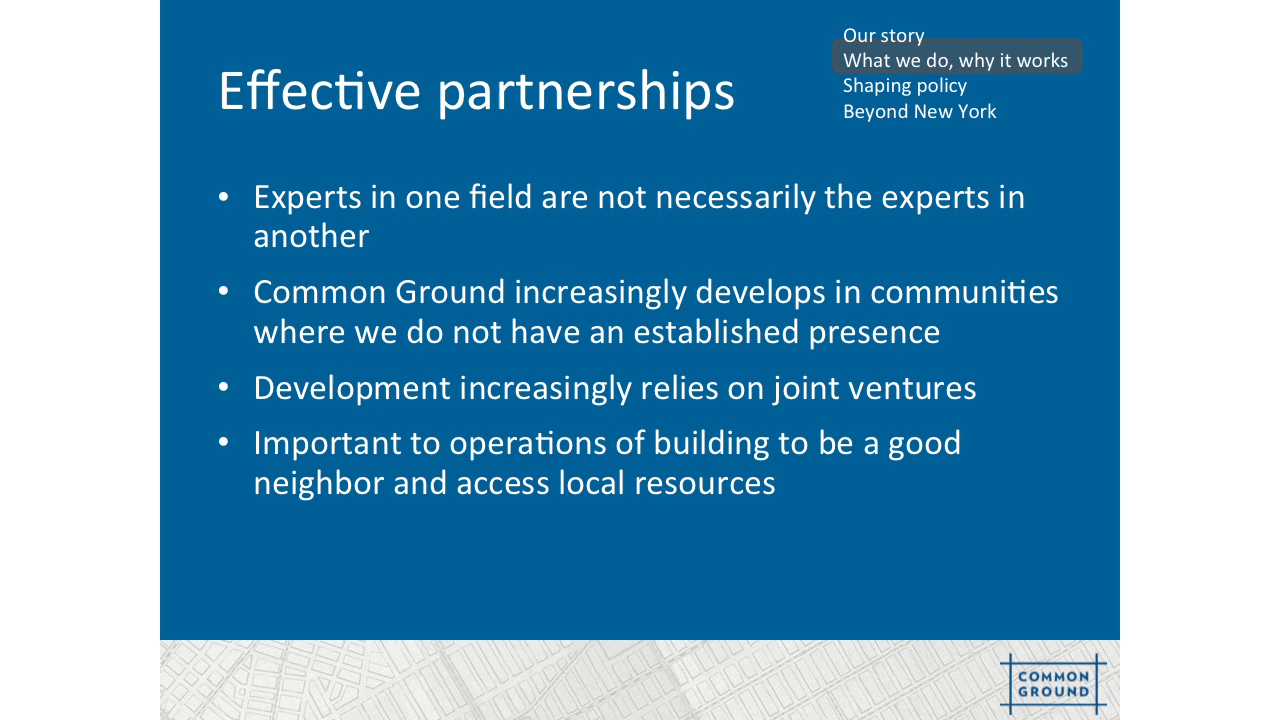 Our story
What we do, why it works
Shaping policy
Beyond New York
Effective partnerships
• Experts in one field are not necessarily the experts in
another
• Common Ground increasingly develops in communities
where we do not have an established presence
• Development increasingly relies on joint ventures
• Important to operations of building to be a good
neighbor and access local resources
COMMON
GROUND